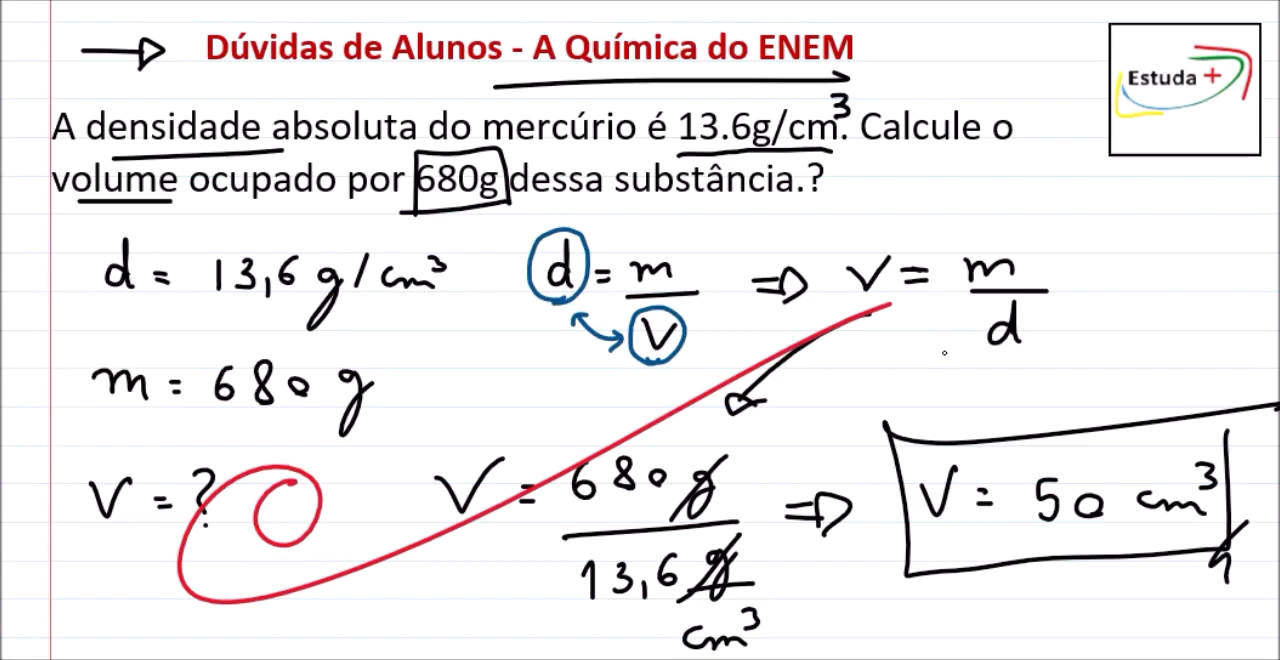 Dúvidas de Alunos - A Química do ENEM
Estuda +
A densidade absoluta do mercúrio é 13.6g/cm³. Calcule o
volume ocupado por 680g dessa substância.?
d = 13,6 g/cm³
d = m/V ⇒ V = m/d
m = 680 g
V = ?
V = 680 g / 13,6 g/cm³ ⇒ V = 50 cm³